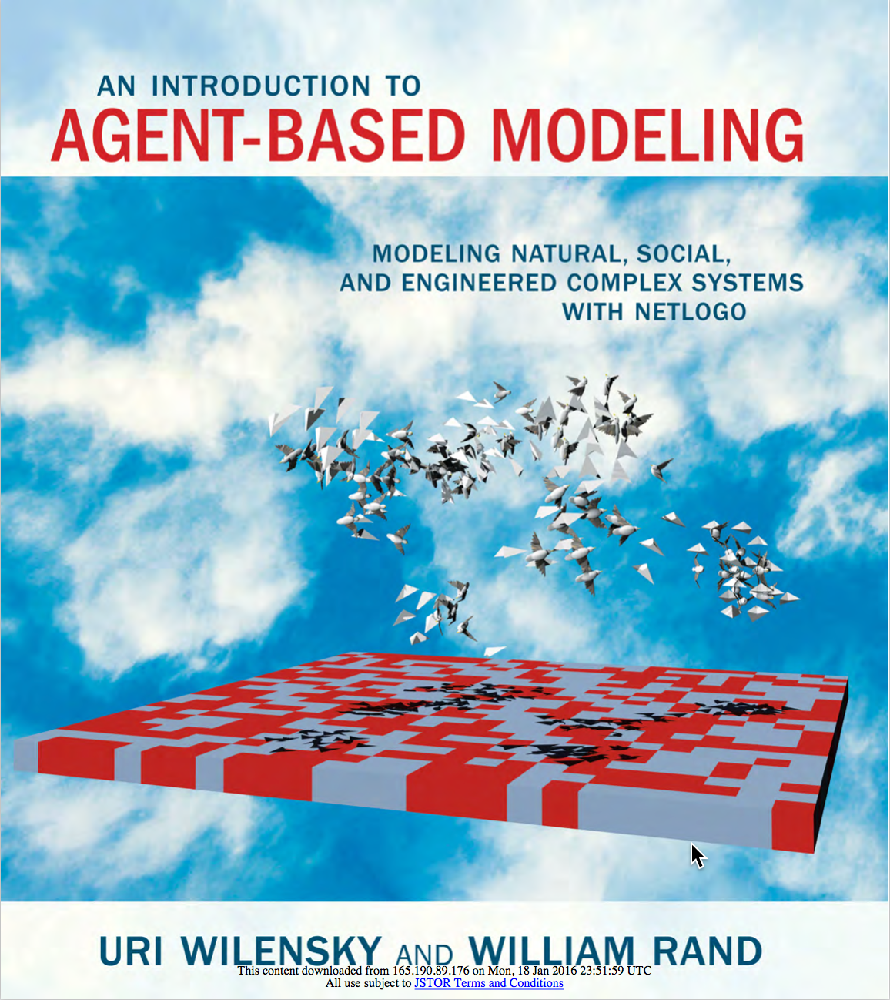 AN INTRODUCTION TO
AGENT-BASED MODELING
MODELING NATURAL, SOCIAL,
AND ENGINEERED COMPLEX SYSTEMS
WITH NETLOGO
URI WILENSKY AND WILLIAM RAND
This content downloaded from 165.190.89.176 on Mon, 18 Jan 2016 23:51:59 UTC
All use subject to JSTOR Terms and Conditions